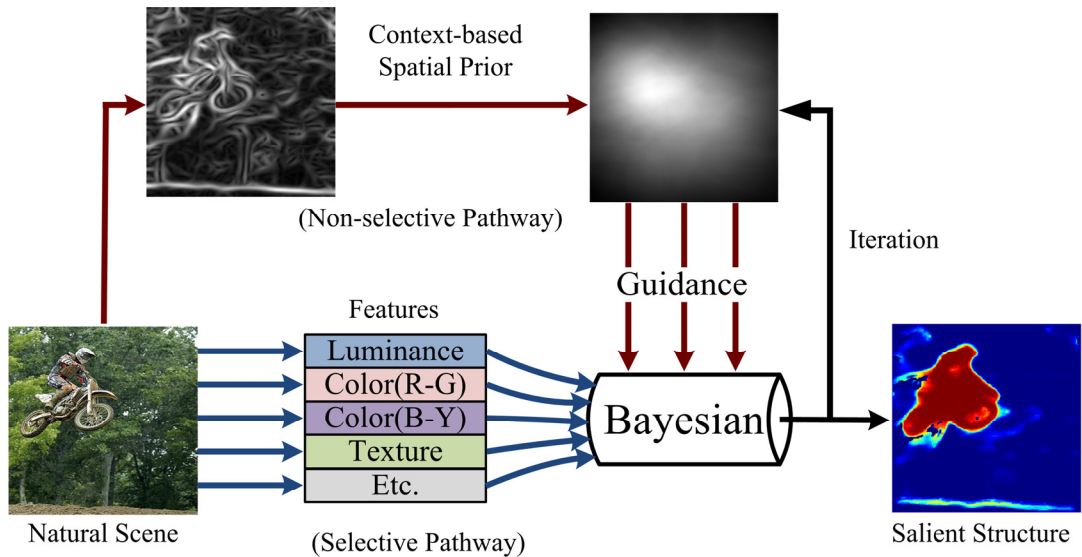 Context-based
Spatial Prior
(Non-selective Pathway)
Iteration
Guidance
Features
Luminance
Color(R-G)
Color(B-Y)
Texture
Etc.
Bayesian
Natural Scene
(Selective Pathway)
Salient Structure